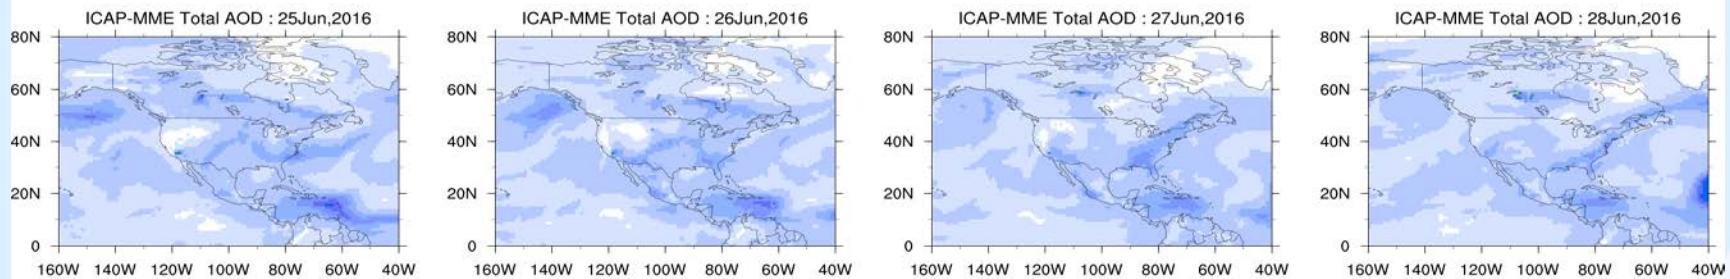 ICAP-MME Total AOD : 25Jun,2016
80N
60N
40N
20N
0
160W 140W 120W 100W 80W 60W 40W
ICAP-MME Total AOD : 26Jun,2016
80N
60N
40N
20N
0
160W 140W 120W 100W 80W 60W 40W
ICAP-MME Total AOD : 27Jun,2016
80N
60N
40N
20N
0
160W 140W 120W 100W 80W 60W 40W
ICAP-MME Total AOD : 28Jun,2016
80N
60N
40N
20N
0
160W 140W 120W 100W 80W 60W 40W